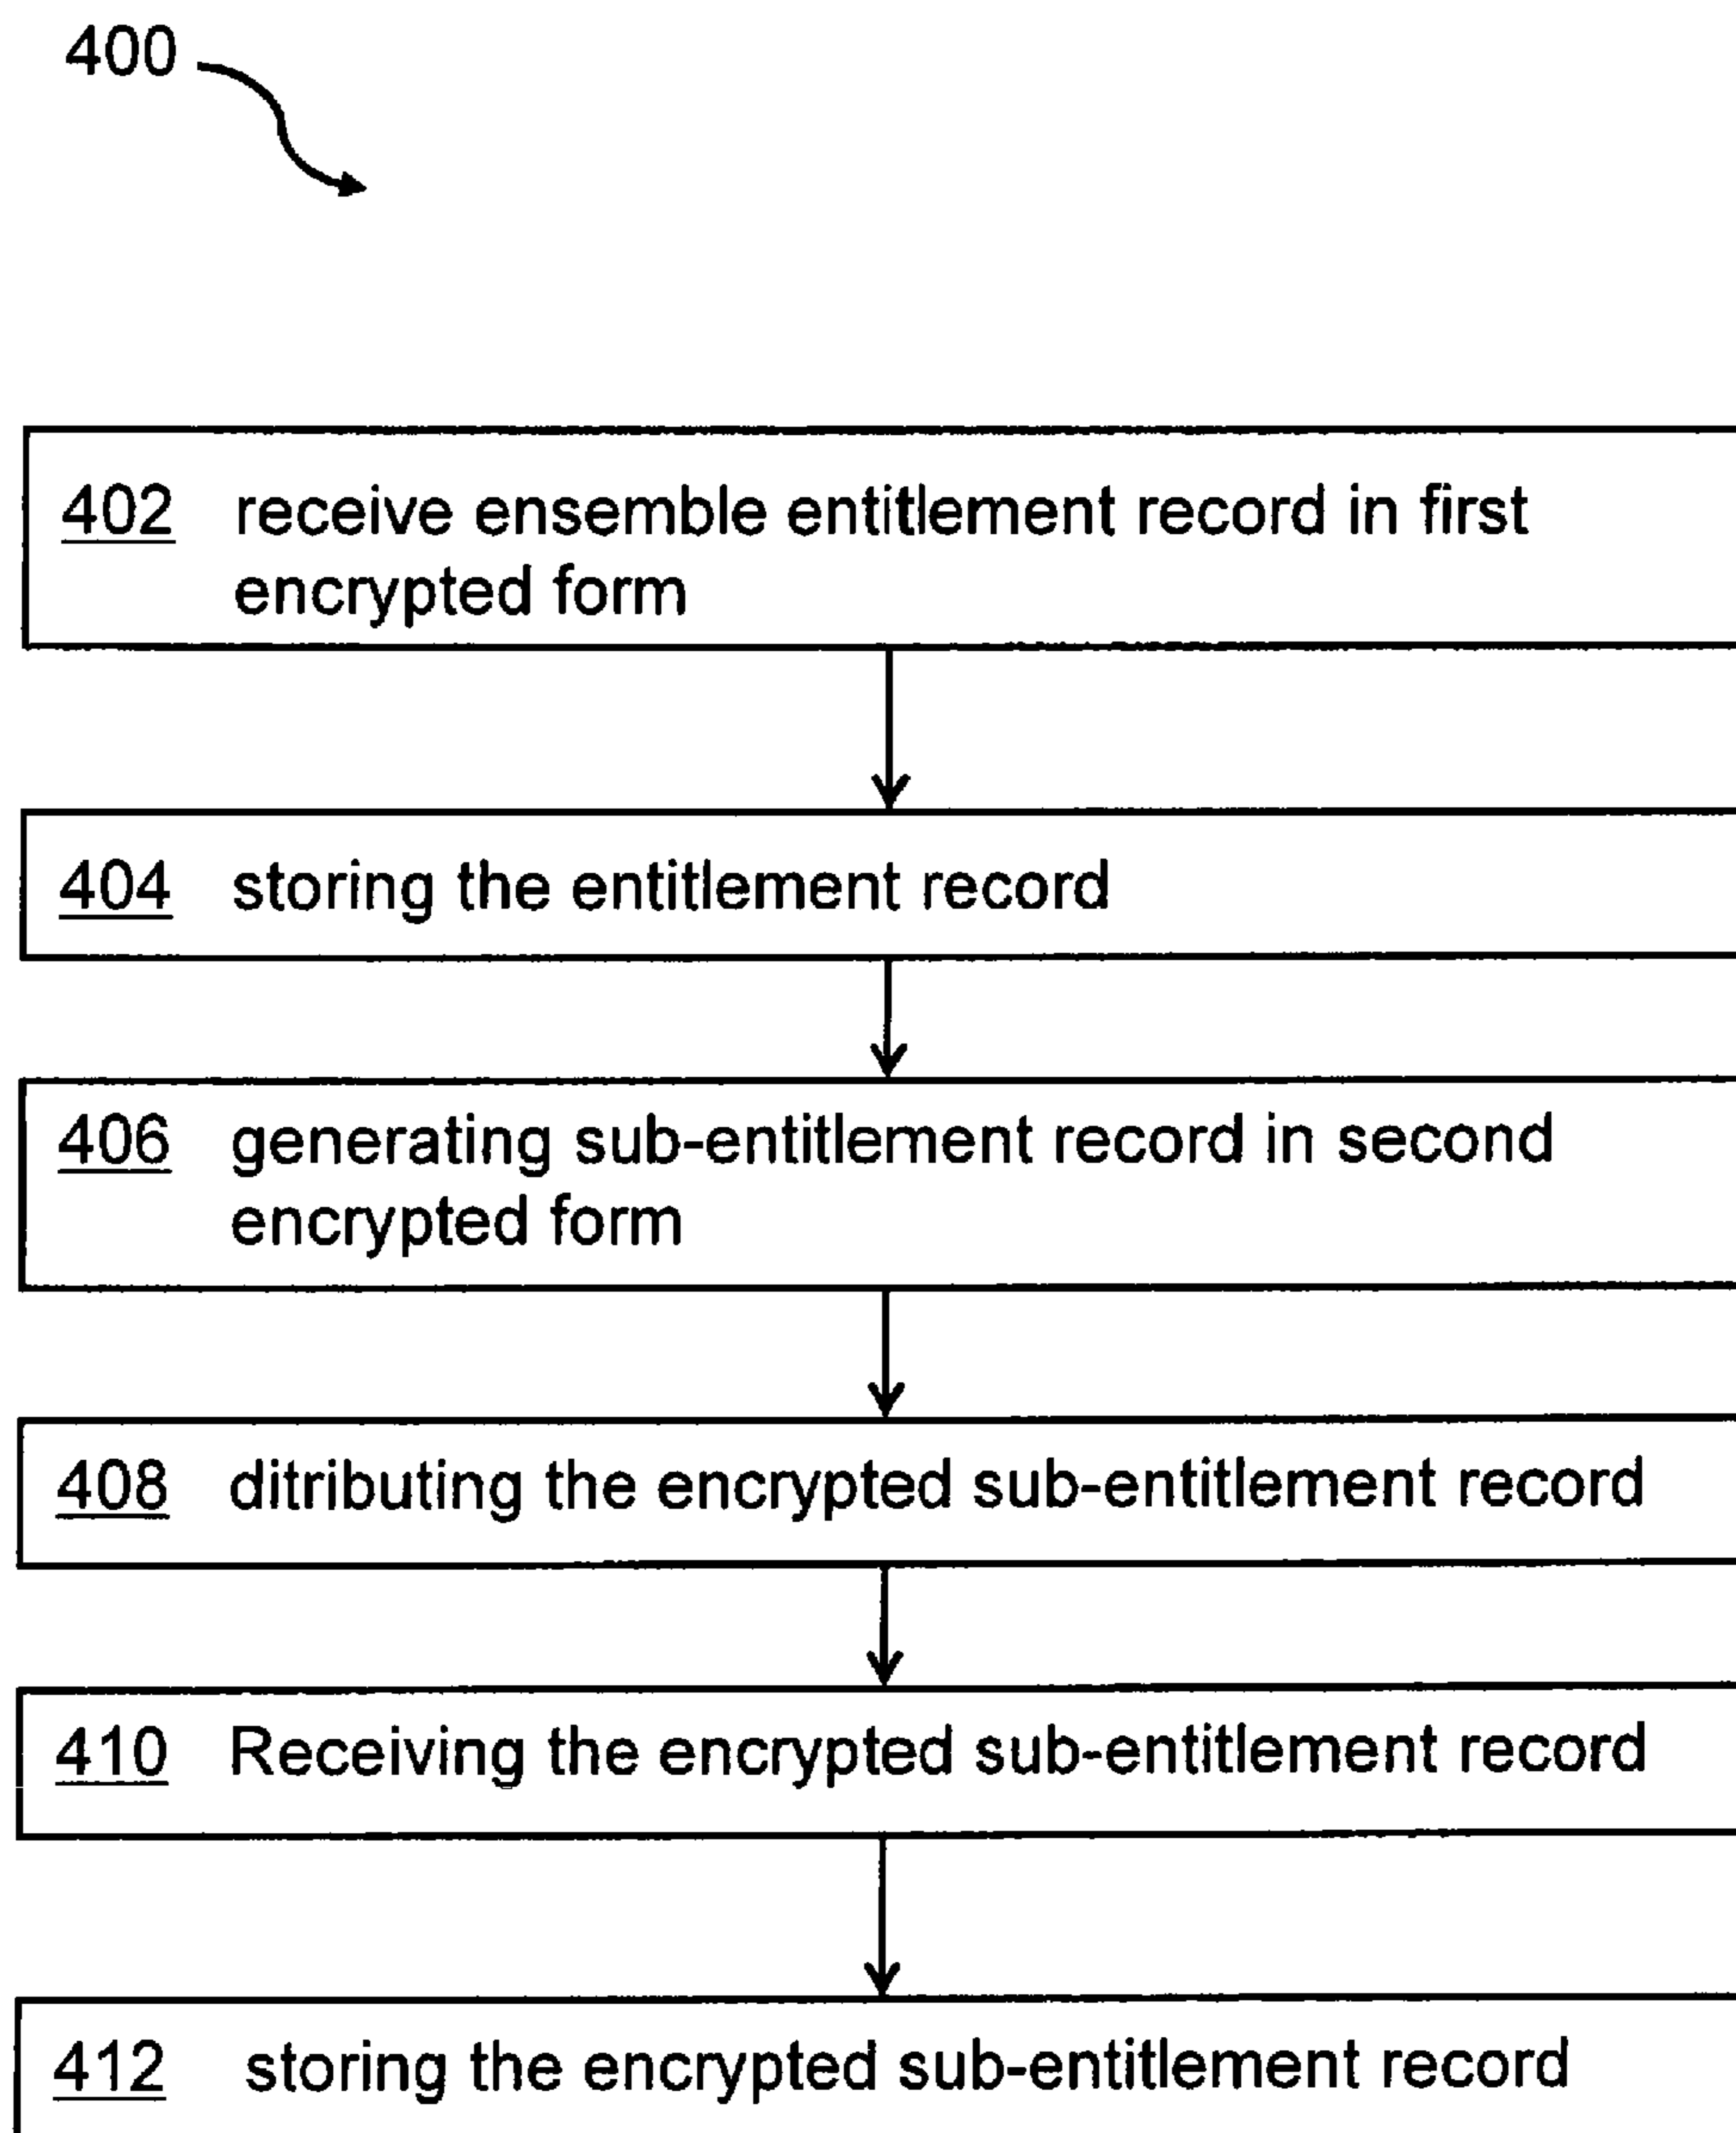 400
402 receive ensemble entitlement record in first
encrypted form
404 storing the entitlement record
406 generating sub-entitlement record in second
encrypted form
408 ditributing the encrypted sub-entitlement record
410 Receiving the encrypted sub-entitlement record
412 storing the encrypted sub-entitlement record